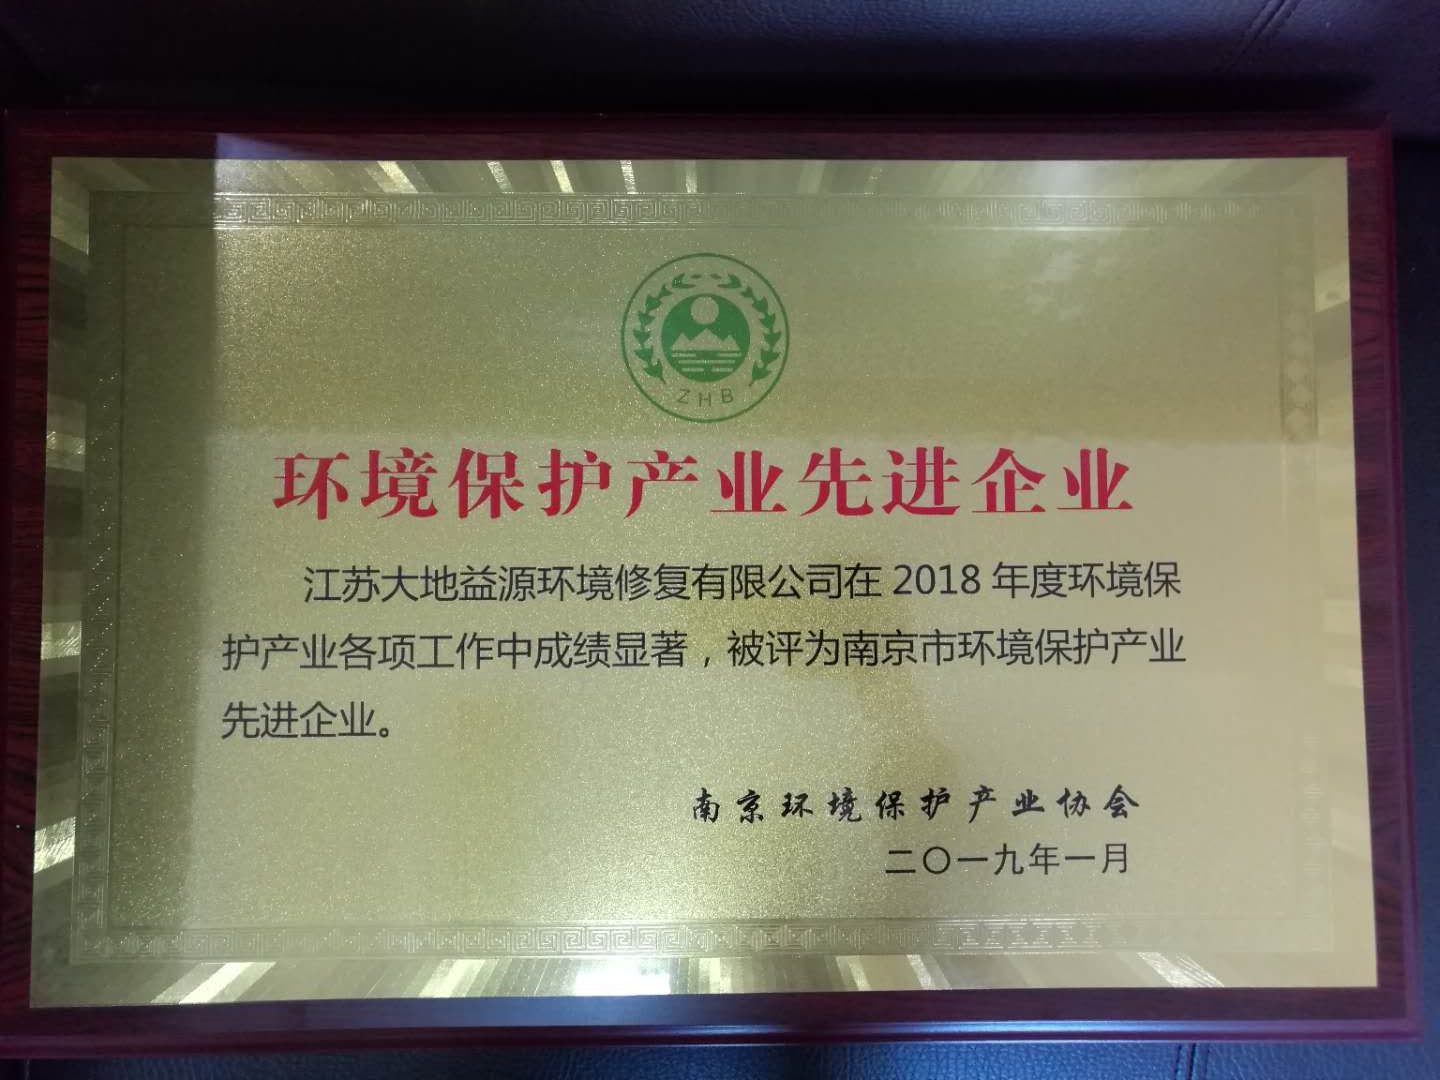 ZHB
环境保护产业先进企业
江苏大地益源环境修复有限公司在 2018 年度环境保
护产业各项工作中成绩显著，被评为南京市环境保护产业
先进企业。
南京环境保护产业协会
二〇一九年一月